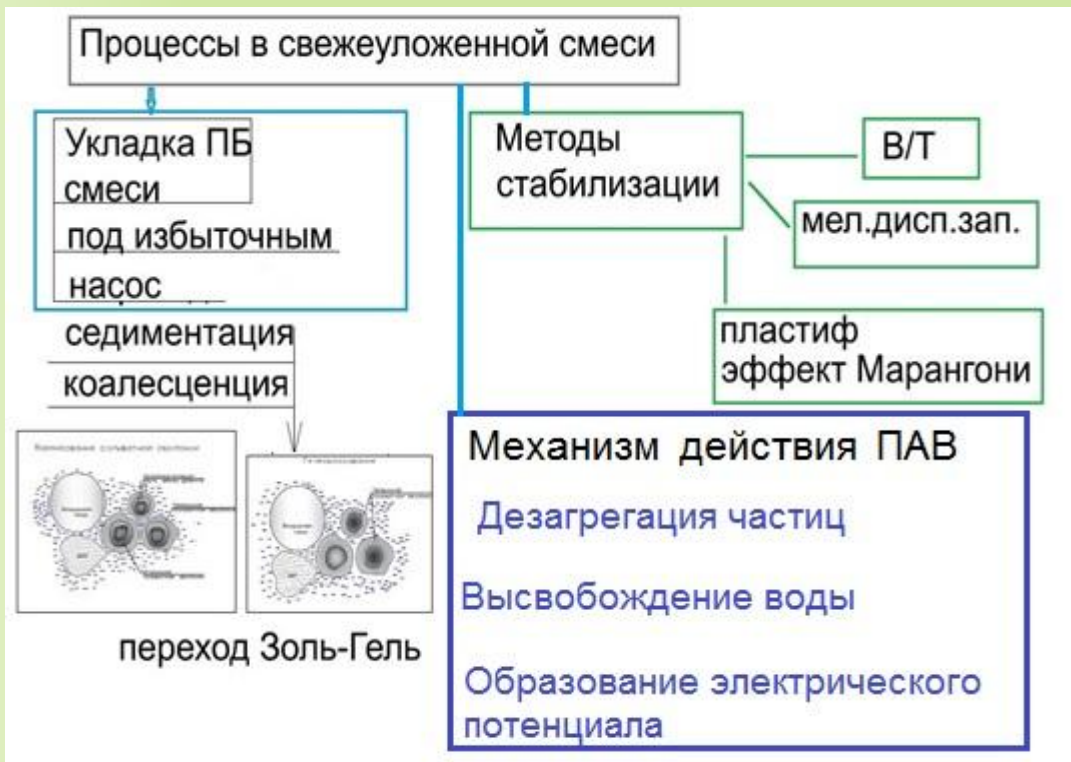 Процессы в свежеуложенной смеси
Укладка ПБ
смеси
под избыточным
насос
седиментация
коалесценция
Методы
стабилизации
В/Т
мел.дисп.зап.
пластиф
эффект Марангони
переход Золь-Гель
Механизм действия ПАВ
Дезагрегация частиц
Высвобождение воды
Образование электрического
потенциала